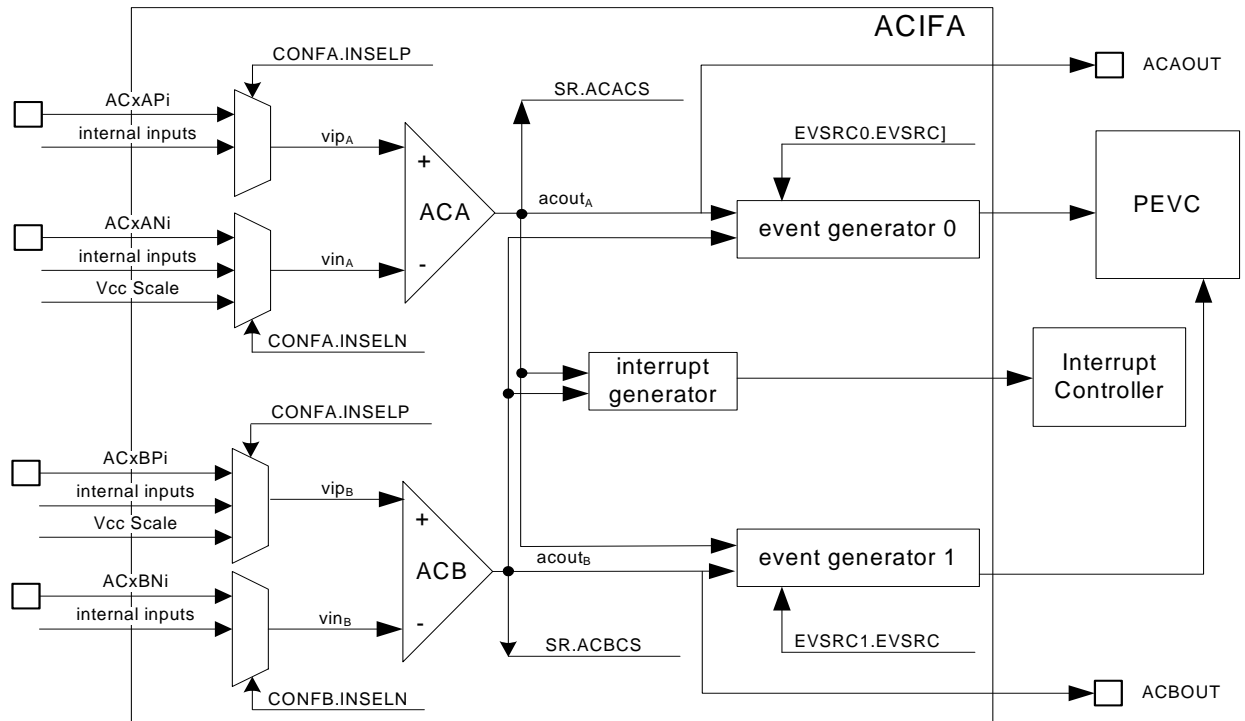 ACIFA
CONFA.INSELP
ACxAPi
internal inputs
vipA
ACxANi
internal inputs
Vcc Scale
vinA
CONFA.INSELN
+
ACA
-
SR.ACACS
acoutA
EVSRC0.EVSRC]
event generator 0
ACAOUT
PEVC
interrupt
generator
Interrupt
Controller
CONFA.INSELP
ACxBPi
internal inputs
Vcc Scale
vipB
ACxBNi
internal inputs
vinB
CONFB.INSELN
+
ACB
-
acoutB
SR.ACBCS
event generator 1
EVSRC1.EVSRC
ACBOUT